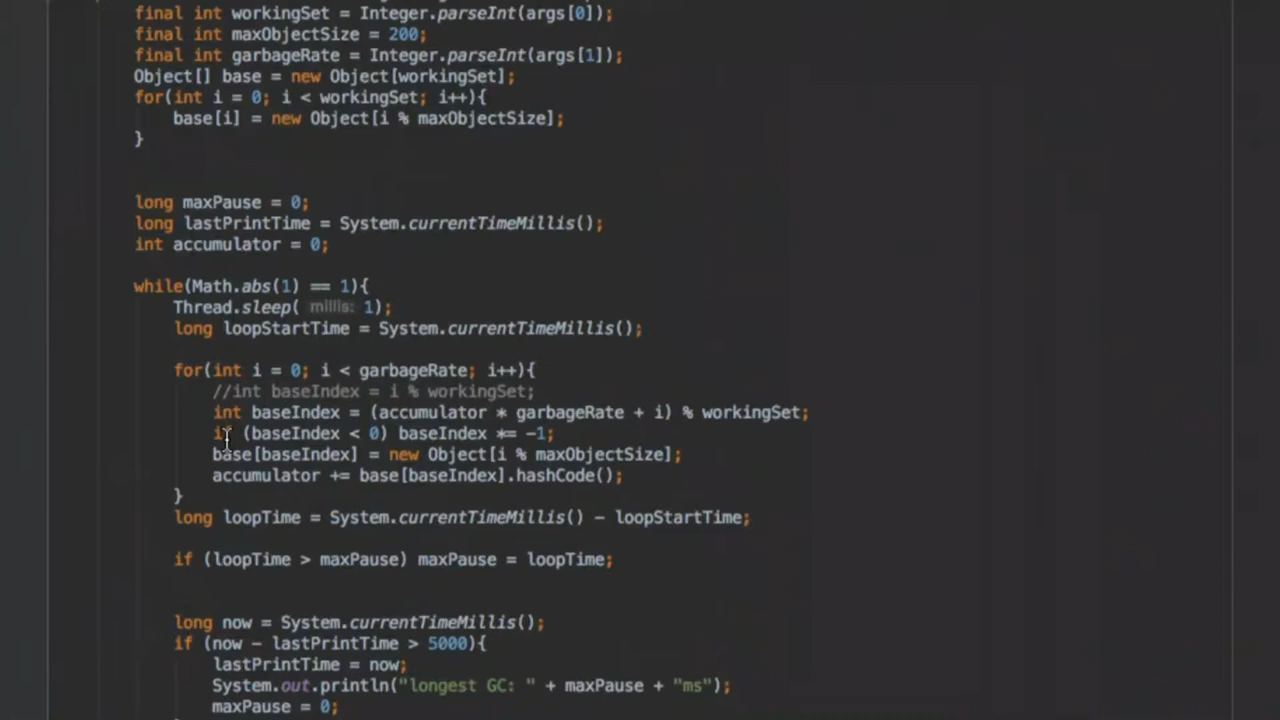 final int workingSet = Integer.parseInt(args[0]);
final int maxObjectSize = 200;
final int garbageRate = Integer.parseInt(args[1]);
Object[] base = new Object[workingSet];
for(int i = 0; i < workingSet; i++){
base[i] = new Object[i % maxObjectSize];
}
long maxPause = 0;
long lastPrintTime = System.currentTimeMillis();
int accumulator = 0;
while(Math.abs(1) == 1){
Thread.sleep( millis: 1);
long loopStartTime = System.currentTimeMillis();
for(int i = 0; i < garbageRate; i++){
//int baseIndex = i % workingSet;
int baseIndex = (accumulator * garbageRate + i) % workingSet;
if (baseIndex < 0) baseIndex *= -1;
base[baseIndex] = new Object[i % maxObjectSize];
accumulator += base[baseIndex].hashCode();
}
long loopTime = System.currentTimeMillis() - loopStartTime;
if (loopTime > maxPause) maxPause = loopTime;
long now = System.currentTimeMillis();
if (now - lastPrintTime > 5000){
lastPrintTime = now;
System.out.println("longest GC: " + maxPause + "ms");
maxPause = 0;